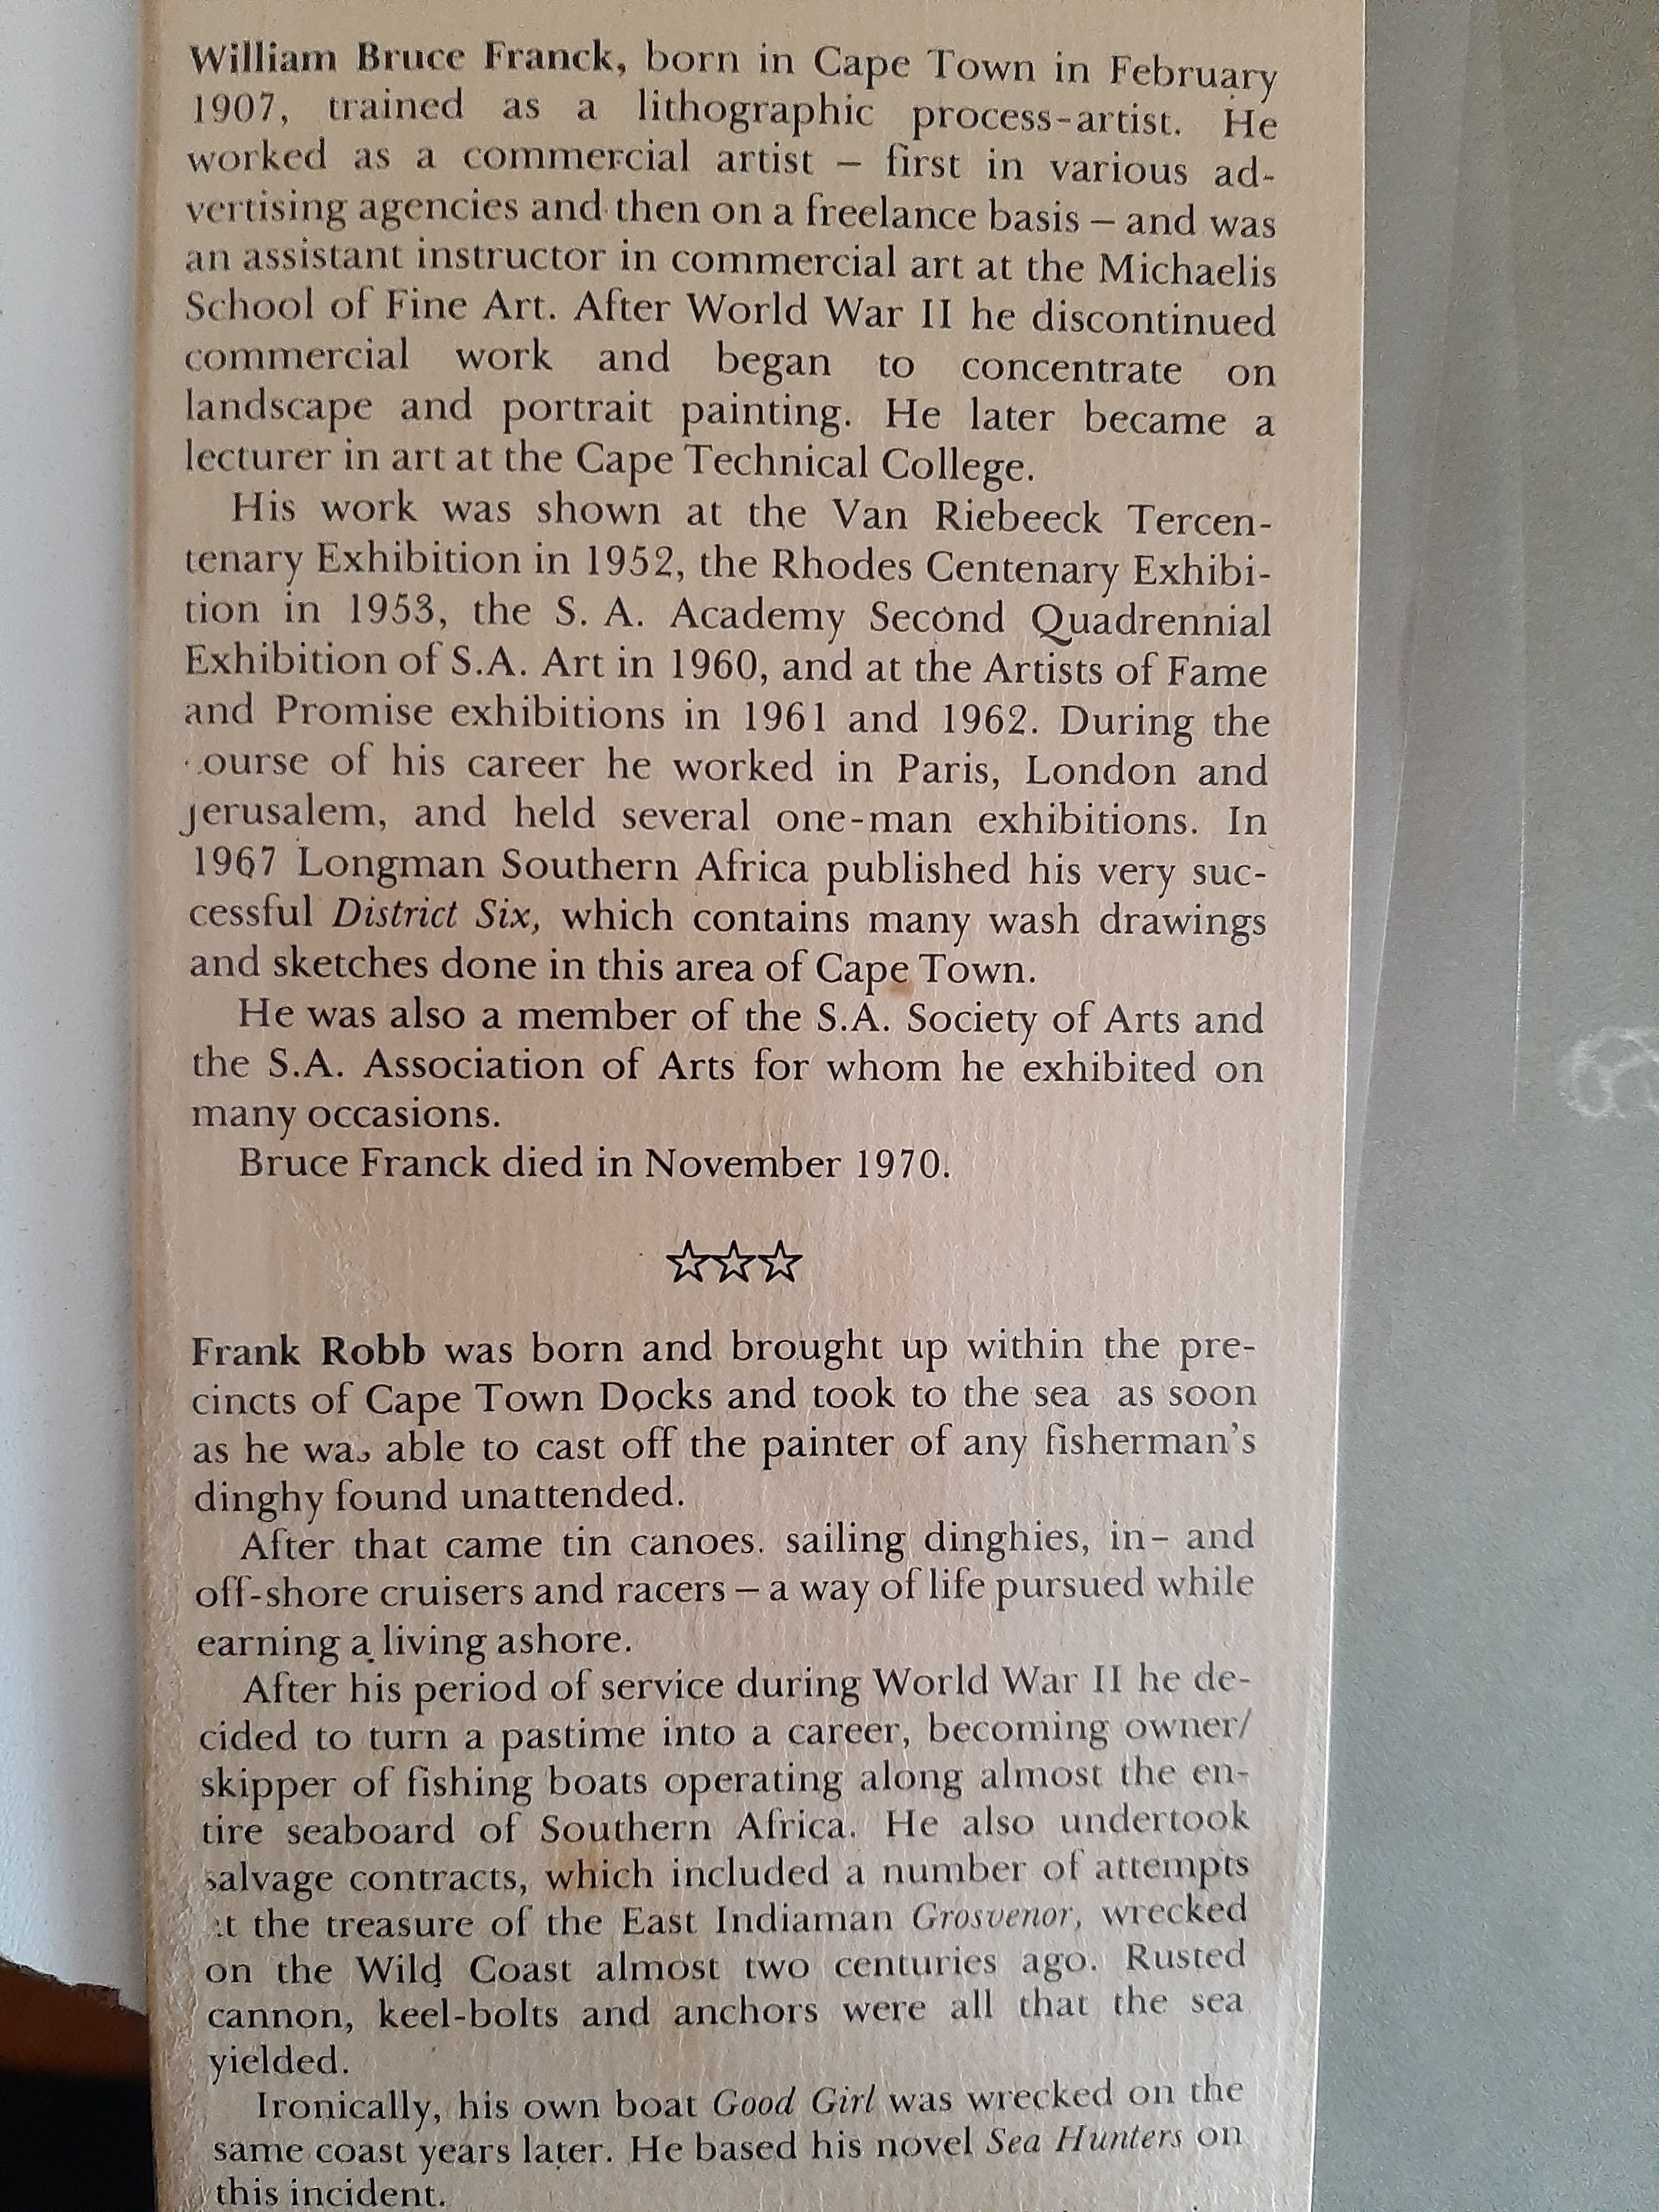 William Bruce Franck, born in Cape Town in February
1907, trained as a lithographic process-artist. He
worked as a commercial artist – first in various ad-
vertising agencies and then on a freelance basis – and was
an assistant instructor in commercial art at the Michaelis
School of Fine Art. After World War II he discontinued
commercial work and began to concentrate on
landscape and portrait painting. He later became a
lecturer in art at the Cape Technical College.
His work was shown at the Van Riebeeck Tercen-
tenary Exhibition in 1952, the Rhodes Centenary Exhibi-
tion in 1953, the S. A. Academy Second Quadrennial
Exhibition of S.A. Art in 1960, and at the Artists of Fame
and Promise exhibitions in 1961 and 1962. During the
course of his career he worked in Paris, London and
Jerusalem, and held several one-man exhibitions. In
1967 Longman Southern Africa published his very suc-
cessful District Six, which contains many wash drawings
and sketches done in this area of Cape Town.
He was also a member of the S.A. Society of Arts and
the S.A. Association of Arts for whom he exhibited on
many occasions.
Bruce Franck died in November 1970.
☆☆☆
Frank Robb was born and brought up within the pre-
cincts of Cape Town Docks and took to the sea as soon
as he was able to cast off the painter of any fisherman's
dinghy found unattended.
After that came tin canoes. sailing dinghies, in- and
off-shore cruisers and racers – a way of life pursued while
earning a living ashore.
After his period of service during World War II he de-
cided to turn a pastime into a career, becoming owner/
skipper of fishing boats operating along almost the en-
tire seaboard of Southern Africa. He also undertook
salvage contracts, which included a number of attempts
at the treasure of the East Indiaman Grosvenor, wrecked
on the Wild Coast almost two centuries ago. Rusted
cannon, keel-bolts and anchors were all that the sea
yielded.
Ironically, his own boat Good Girl was wrecked on the
same coast years later. He based his novel Sea Hunters on
this incident.